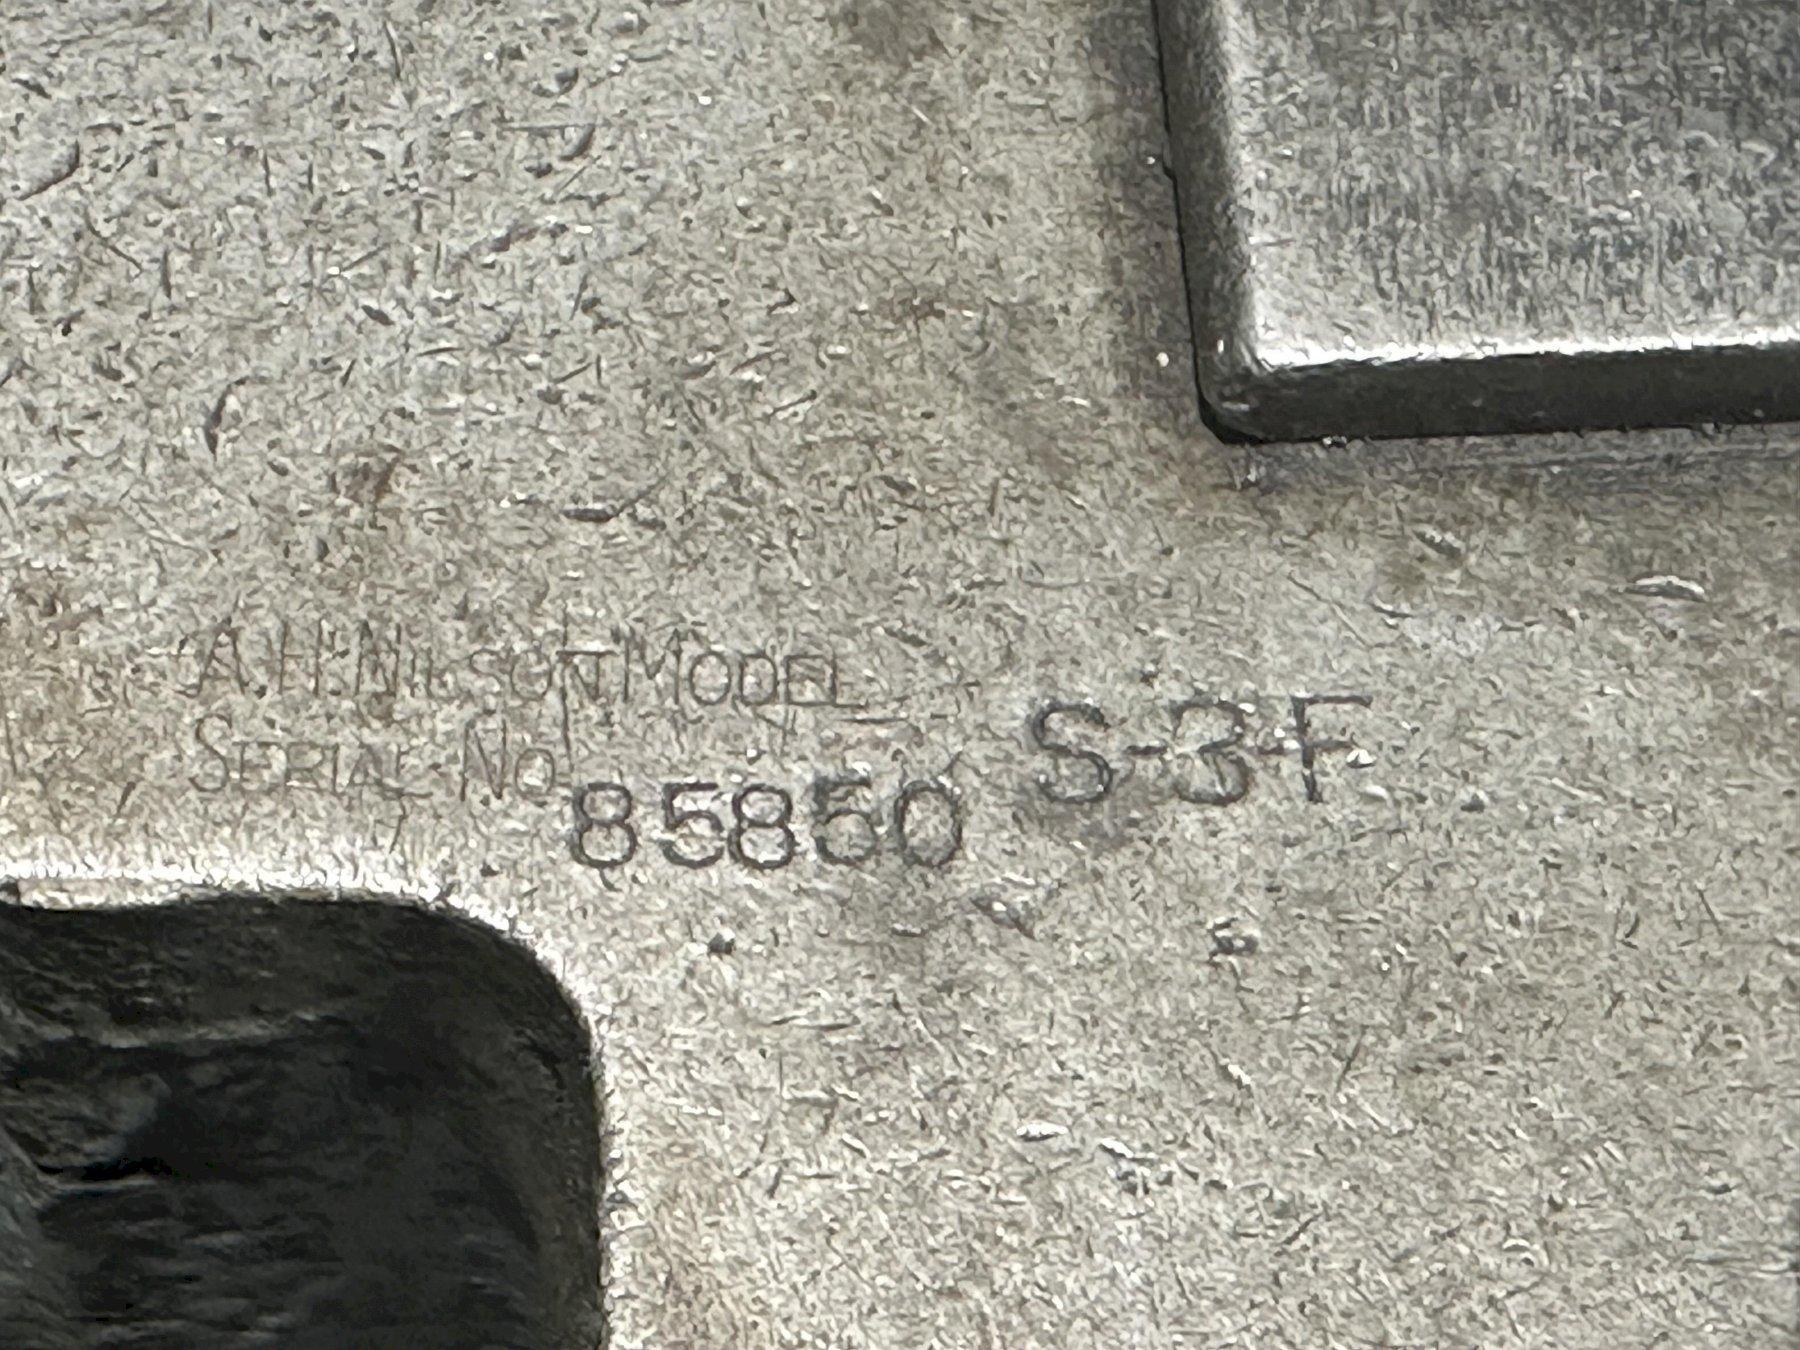 A.H. NILSON MODEL S-3-F
SERIAL No. 85850